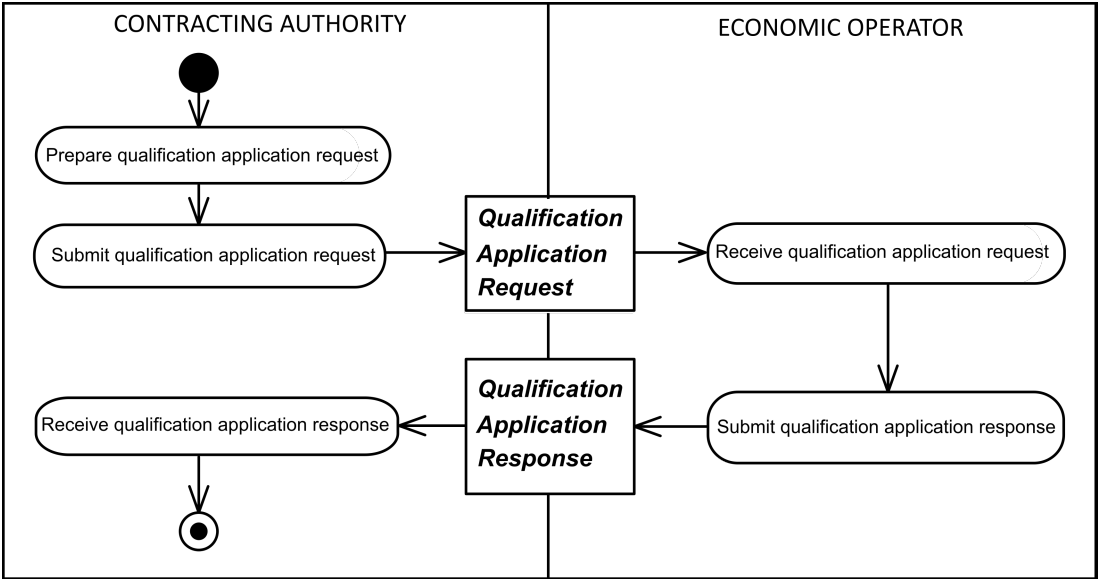 CONTRACTING AUTHORITY
ECONOMIC OPERATOR
Prepare qualification application request
Submit qualification application request
Qualification
Application
Request
Receive qualification application request
Receive qualification application response
Qualification
Application
Response
Submit qualification application response